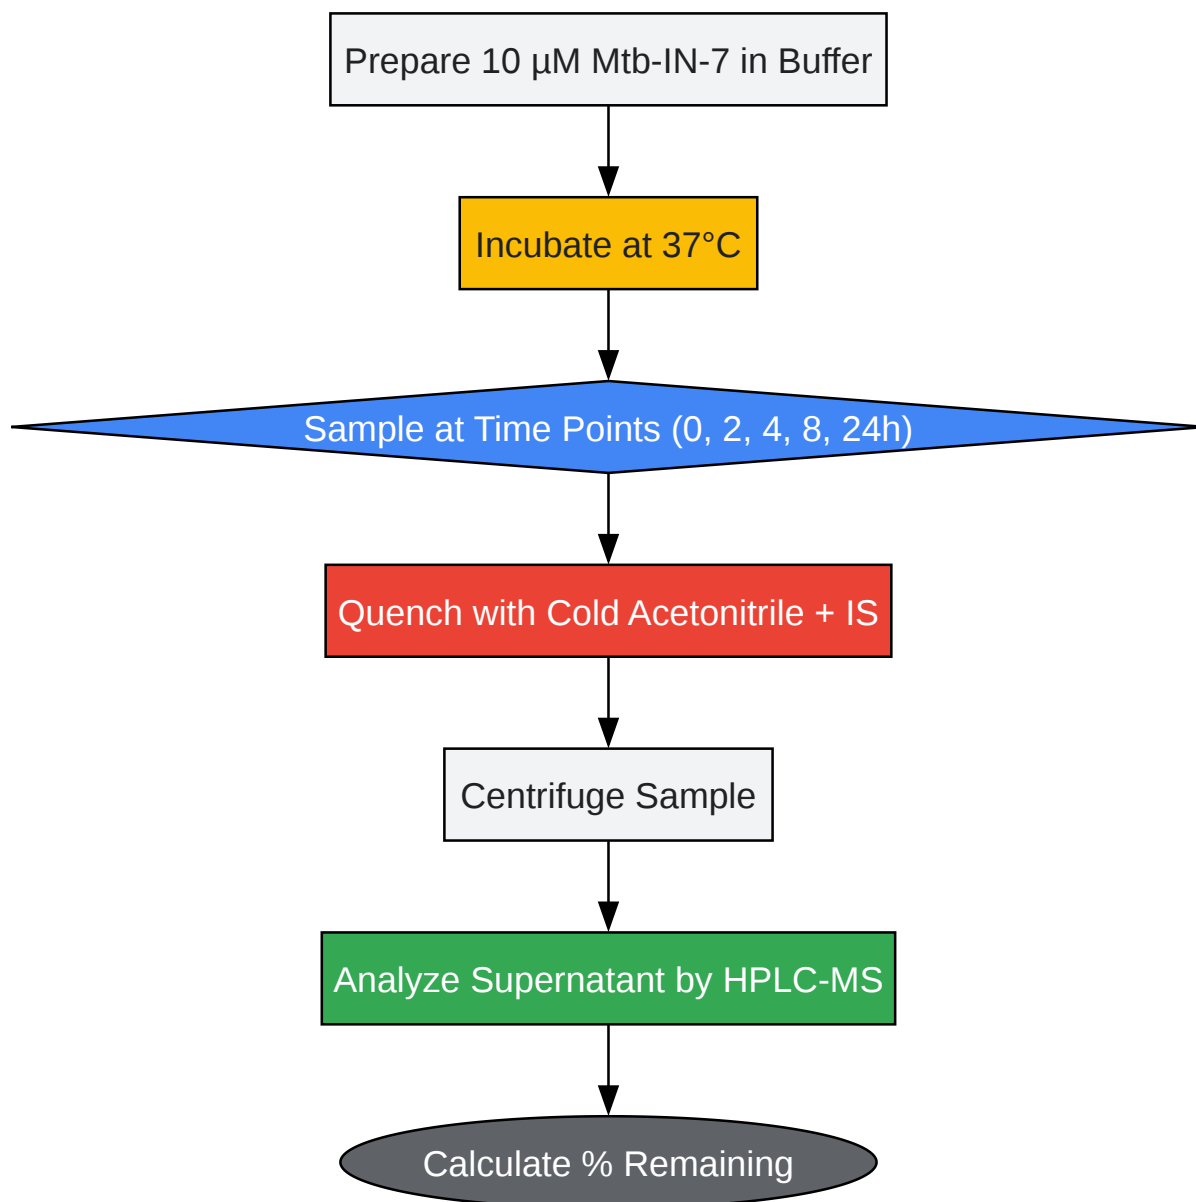 Prepare 10 µM Mtb-IN-7 in Buffer
Incubate at 37°C
Sample at Time Points (0, 2, 4, 8, 24h)
Quench with Cold Acetonitrile + IS
Centrifuge Sample
Analyze Supernatant by HPLC-MS
Calculate % Remaining